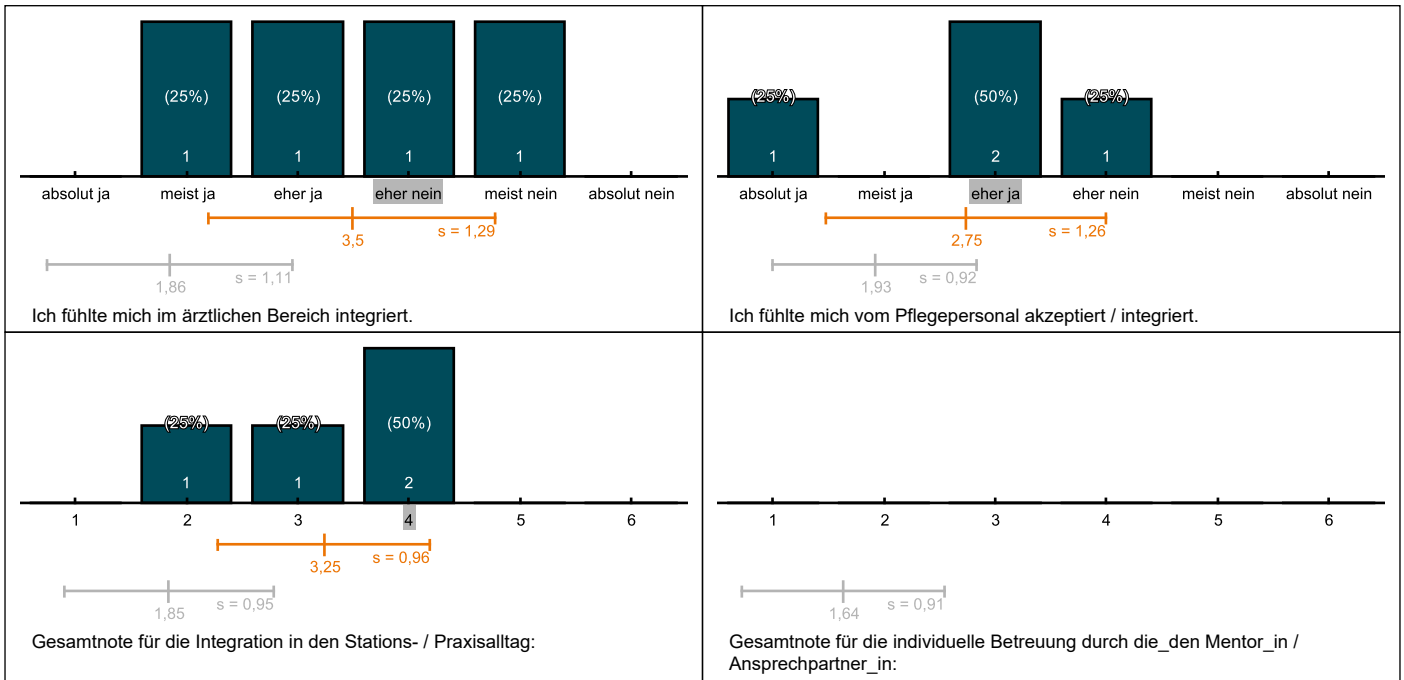 (25%) (25%) (25%) (25%)
1 1 1 1
absolut ja meist ja eher ja eher nein meist nein absolut nein
s = 1,29
3,5
s = 1,11
1,86
Ich fühlte mich im ärztlichen Bereich integriert.
(25%) (50%) (25%)
1 2 1
absolut ja meist ja eher ja eher nein meist nein absolut nein
s = 1,26
2,75
s = 0,92
1,93
Ich fühlte mich vom Pflegepersonal akzeptiert / integriert.
(25%) (25%) (50%)
1 1 2
1 2 3 4 5 6
s = 0,96
3,25
s = 0,95
1,85
Gesamtnote für die Integration in den Stations- / Praxisalltag:
1 2 3 4 5 6
s = 0,91
1,64
Gesamtnote für die individuelle Betreuung durch die_den Mentor_in /
Ansprechpartner_in: